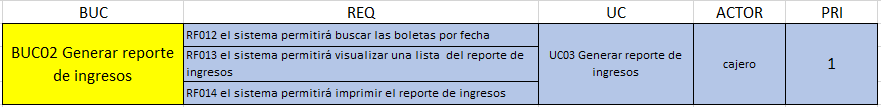 BUC REQ UC ACTOR PRI
BUC02 Generar reporte de ingresos
RF012 el sistema permitirá buscar las boletas por fecha
RF013 el sistema permitirá visualizar una lista del reporte de
ingresos
RF014 el sistema permitirá imprimir el reporte de ingresos
UC03 Generar reporte de
ingresos
cajero
1